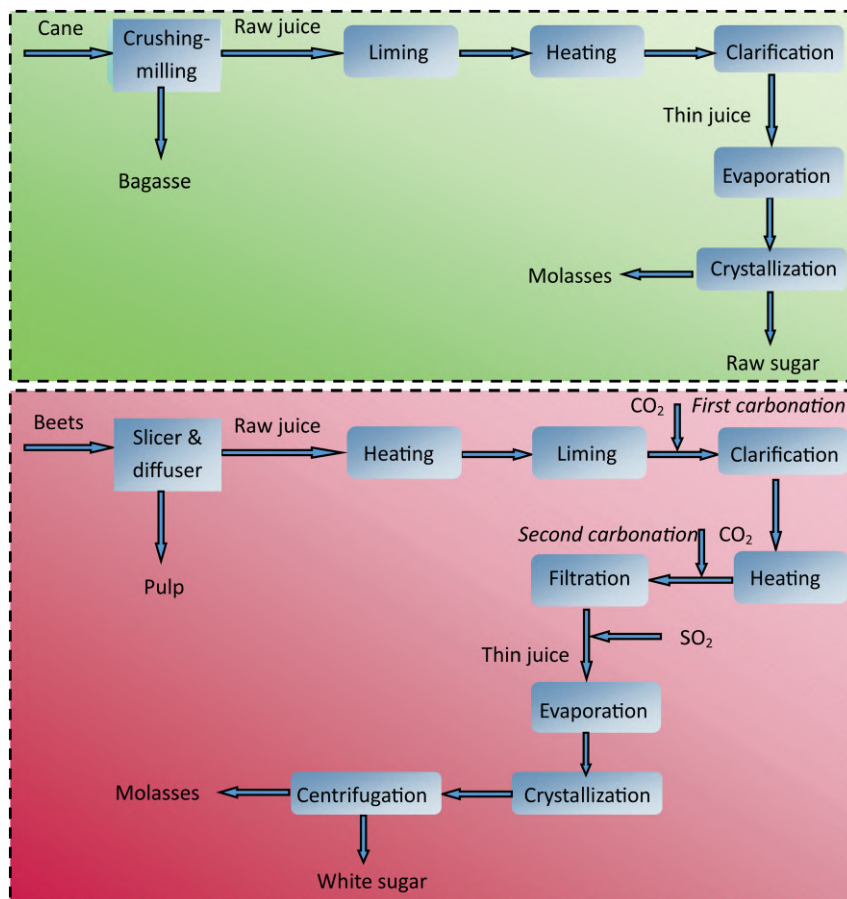 Cane
Crushing-
milling
Raw juice
Liming
Heating
Clarification
Thin juice
Bagasse
Evaporation
Molasses
Crystallization
Raw sugar
Beets
Slicer &
diffuser
Raw juice
Heating
Liming
CO₂
First carbonation
Clarification
Second carbonation
CO₂
Pulp
Filtration
Heating
Thin juice
SO₂
Evaporation
Molasses
Centrifugation
Crystallization
White sugar